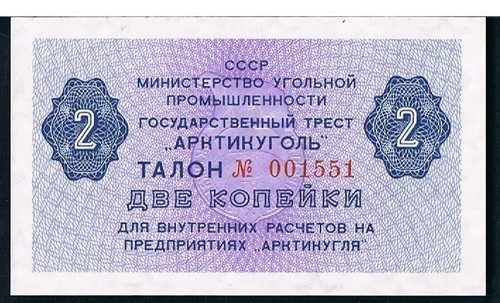 СССР
МИНИСТЕРСТВО УГОЛЬНОЙ
ПРОМЫШЛЕННОСТИ
ГОСУДАРСТВЕННЫЙ ТРЕСТ
2 „АРКТИКУГОЛЬ" 2
ТАЛОН № 001551
ДВЕ КОПЕЙКИ
ДЛЯ ВНУТРЕННИХ РАСЧЕТОВ НА
ПРЕДПРИЯТИЯХ „АРКТИКУГЛЯ"